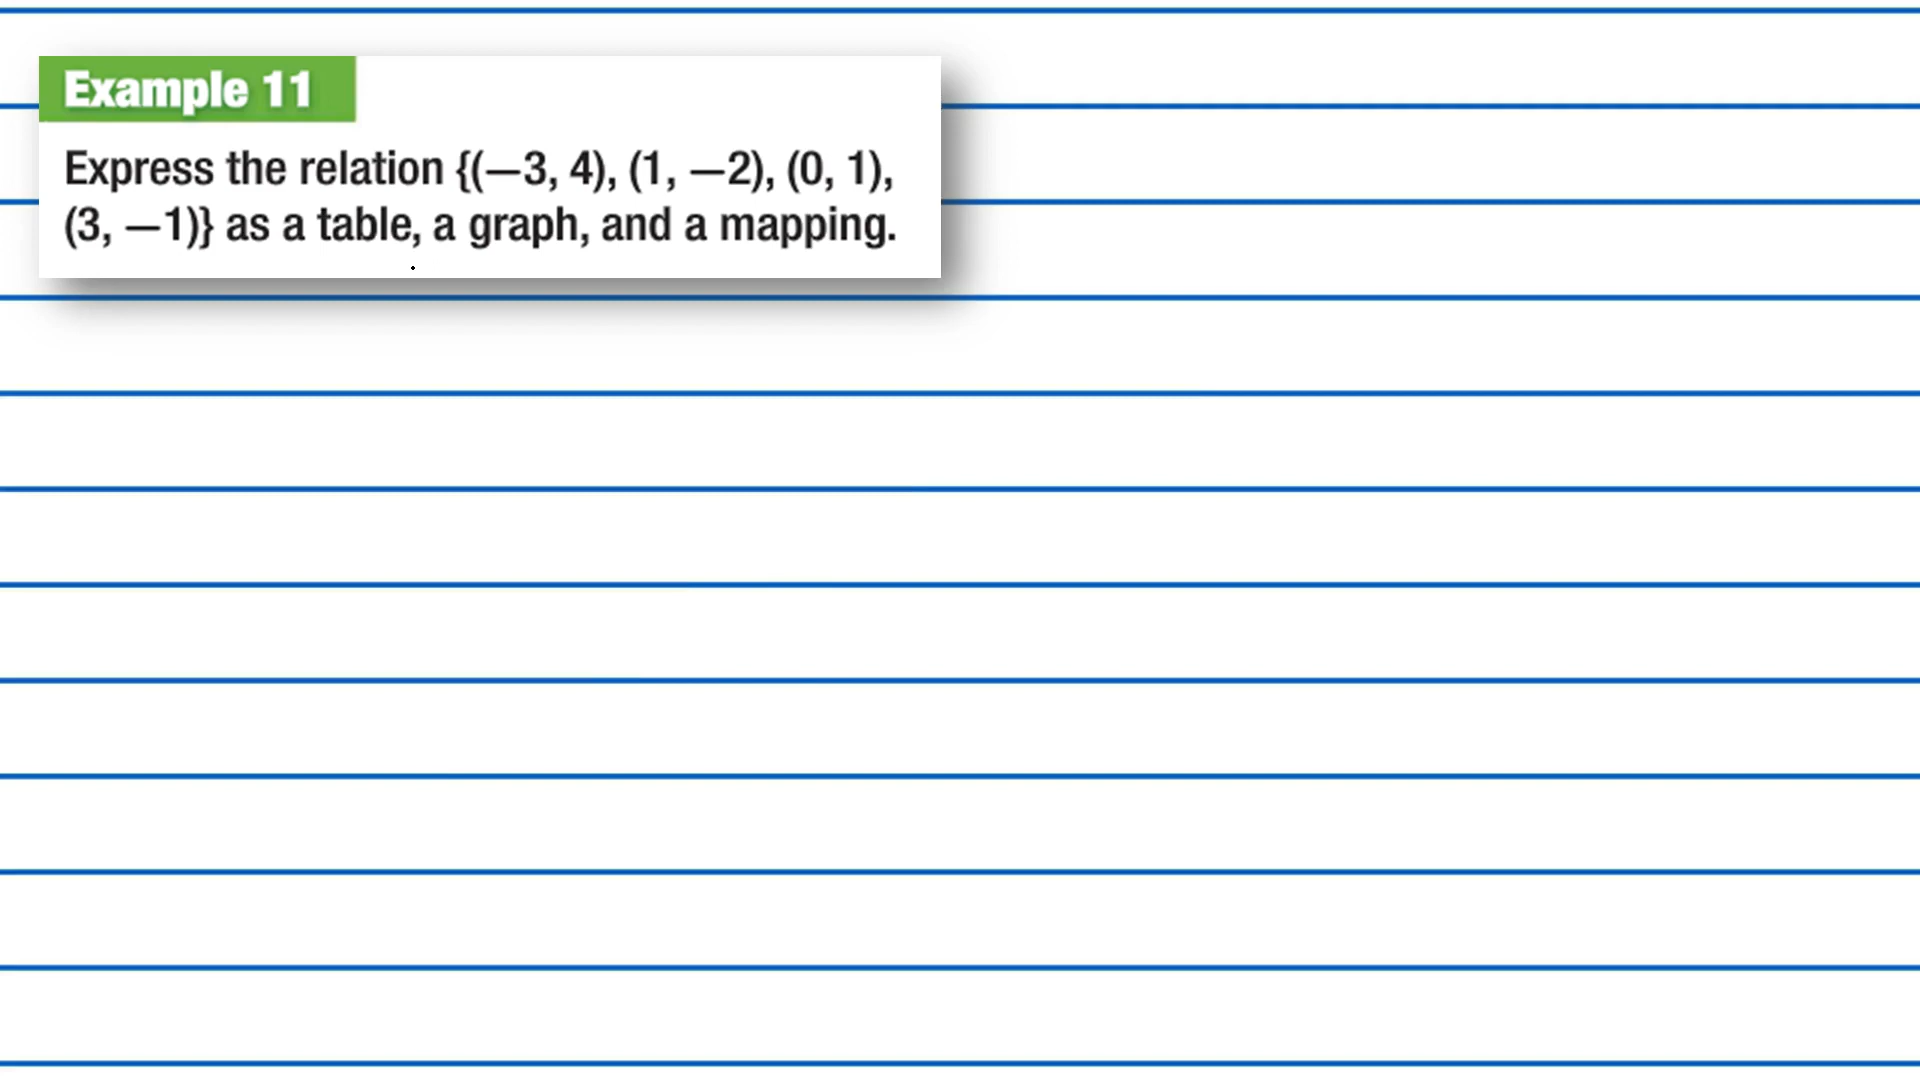 Example 11
Express the relation {(—3, 4), (1, —2), (0, 1),
(3, —1)} as a table, a graph, and a mapping.